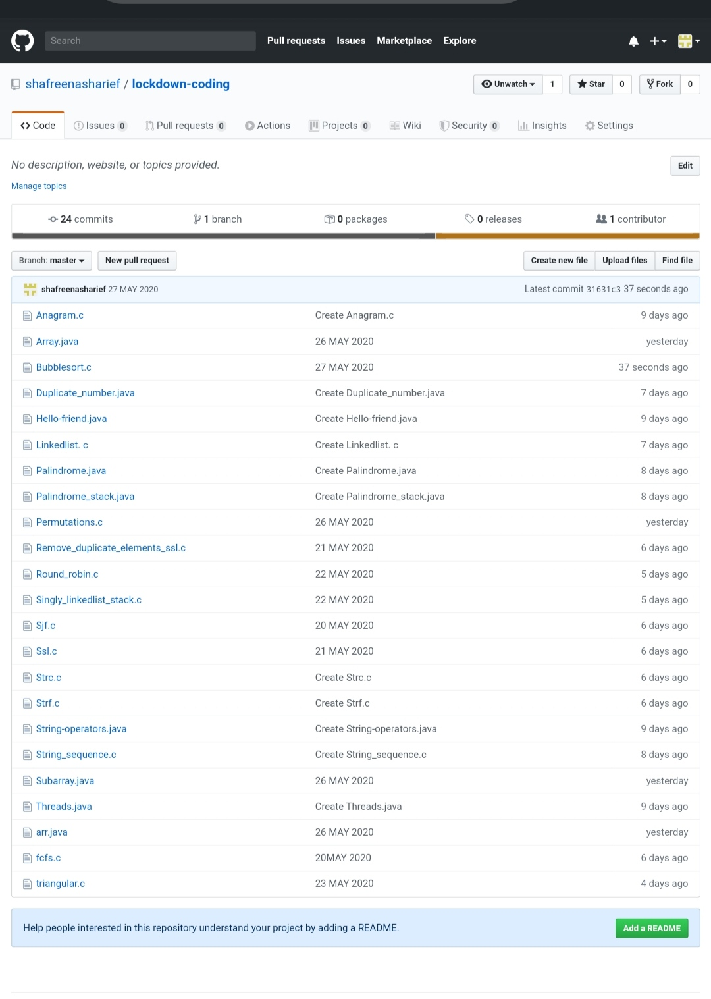 Search Pull requests Issues Marketplace Explore
shafreenasharief / lockdown-coding Unwatch 1 Star 0 Fork 0
Code Issues 0 Pull requests 0 Actions Projects 0 Wiki Security 0 Insights Settings
No description, website, or topics provided. Edit
Manage topics
24 commits 1 branch 0 packages 0 releases 1 contributor
Branch: master New pull request Create new file Upload files Find file
shafreenasharief 27 MAY 2020 Latest commit 31631c3 37 seconds ago
Anagram.c Create Anagram.c 9 days ago
Array.java 26 MAY 2020 yesterday
Bubblesort.c 27 MAY 2020 37 seconds ago
Duplicate_number.java Create Duplicate_number.java 7 days ago
Hello-friend.java Create Hello-friend.java 9 days ago
Linkedlist. c Create Linkedlist. c 7 days ago
Palindrome.java Create Palindrome.java 8 days ago
Palindrome_stack.java Create Palindrome_stack.java 8 days ago
Permutations.c 26 MAY 2020 yesterday
Remove_duplicate_elements_ssl.c 21 MAY 2020 6 days ago
Round_robin.c 22 MAY 2020 5 days ago
Singly_linkedlist_stack.c 22 MAY 2020 5 days ago
Sjf.c 20 MAY 2020 6 days ago
Ssl.c 21 MAY 2020 6 days ago
Strc.c Create Strc.c 6 days ago
Strf.c Create Strf.c 6 days ago
String-operators.java Create String-operators.java 9 days ago
String_sequence.c Create String_sequence.c 8 days ago
Subarray.java 26 MAY 2020 yesterday
Threads.java Create Threads.java 9 days ago
arr.java 26 MAY 2020 yesterday
fcfs.c 20MAY 2020 6 days ago
triangular.c 23 MAY 2020 4 days ago
Help people interested in this repository understand your project by adding a README. Add a README